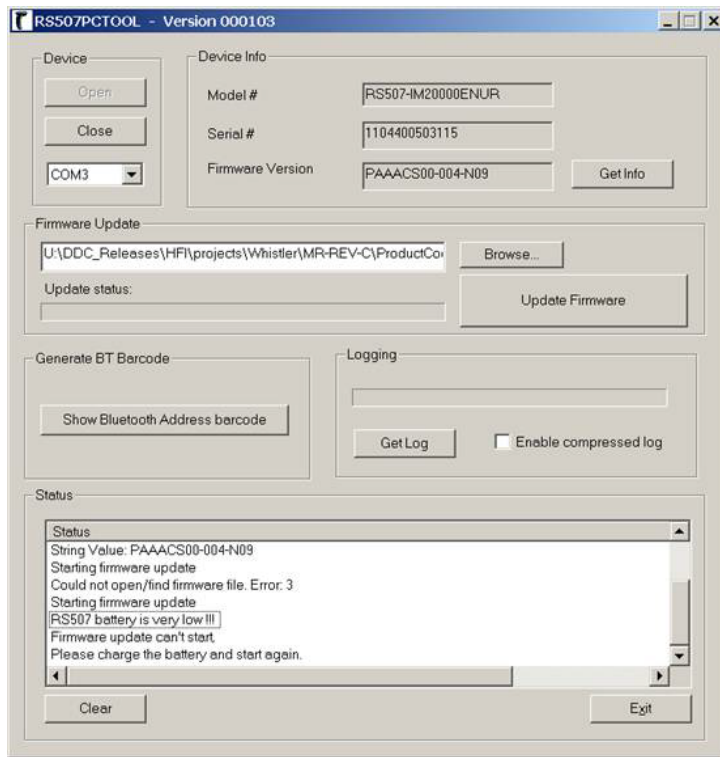 RS507PCTOOL - Version 000103
Device
Open
Close
COM3
Device Info
Model #
RS507-IM20000ENUR
Serial #
1104400503115
Firmware Version
PAAACS00-004-N09
Get Info
Firmware Update
U:\DDC_Releases\HFI\projects\Whistler\MR-REV-C\ProductCo
Browse...
Update status:
Update Firmware
Generate BT Barcode
Show Bluetooth Address barcode
Logging
Get Log
Enable compressed log
Status
Status
String Value: PAAACS00-004-N09
Starting firmware update
Could not open/find firmware file. Error: 3
Starting firmware update
RS507 battery is very low !!!
Firmware update can't start,
Please charge the battery and start again.
Clear
Exit